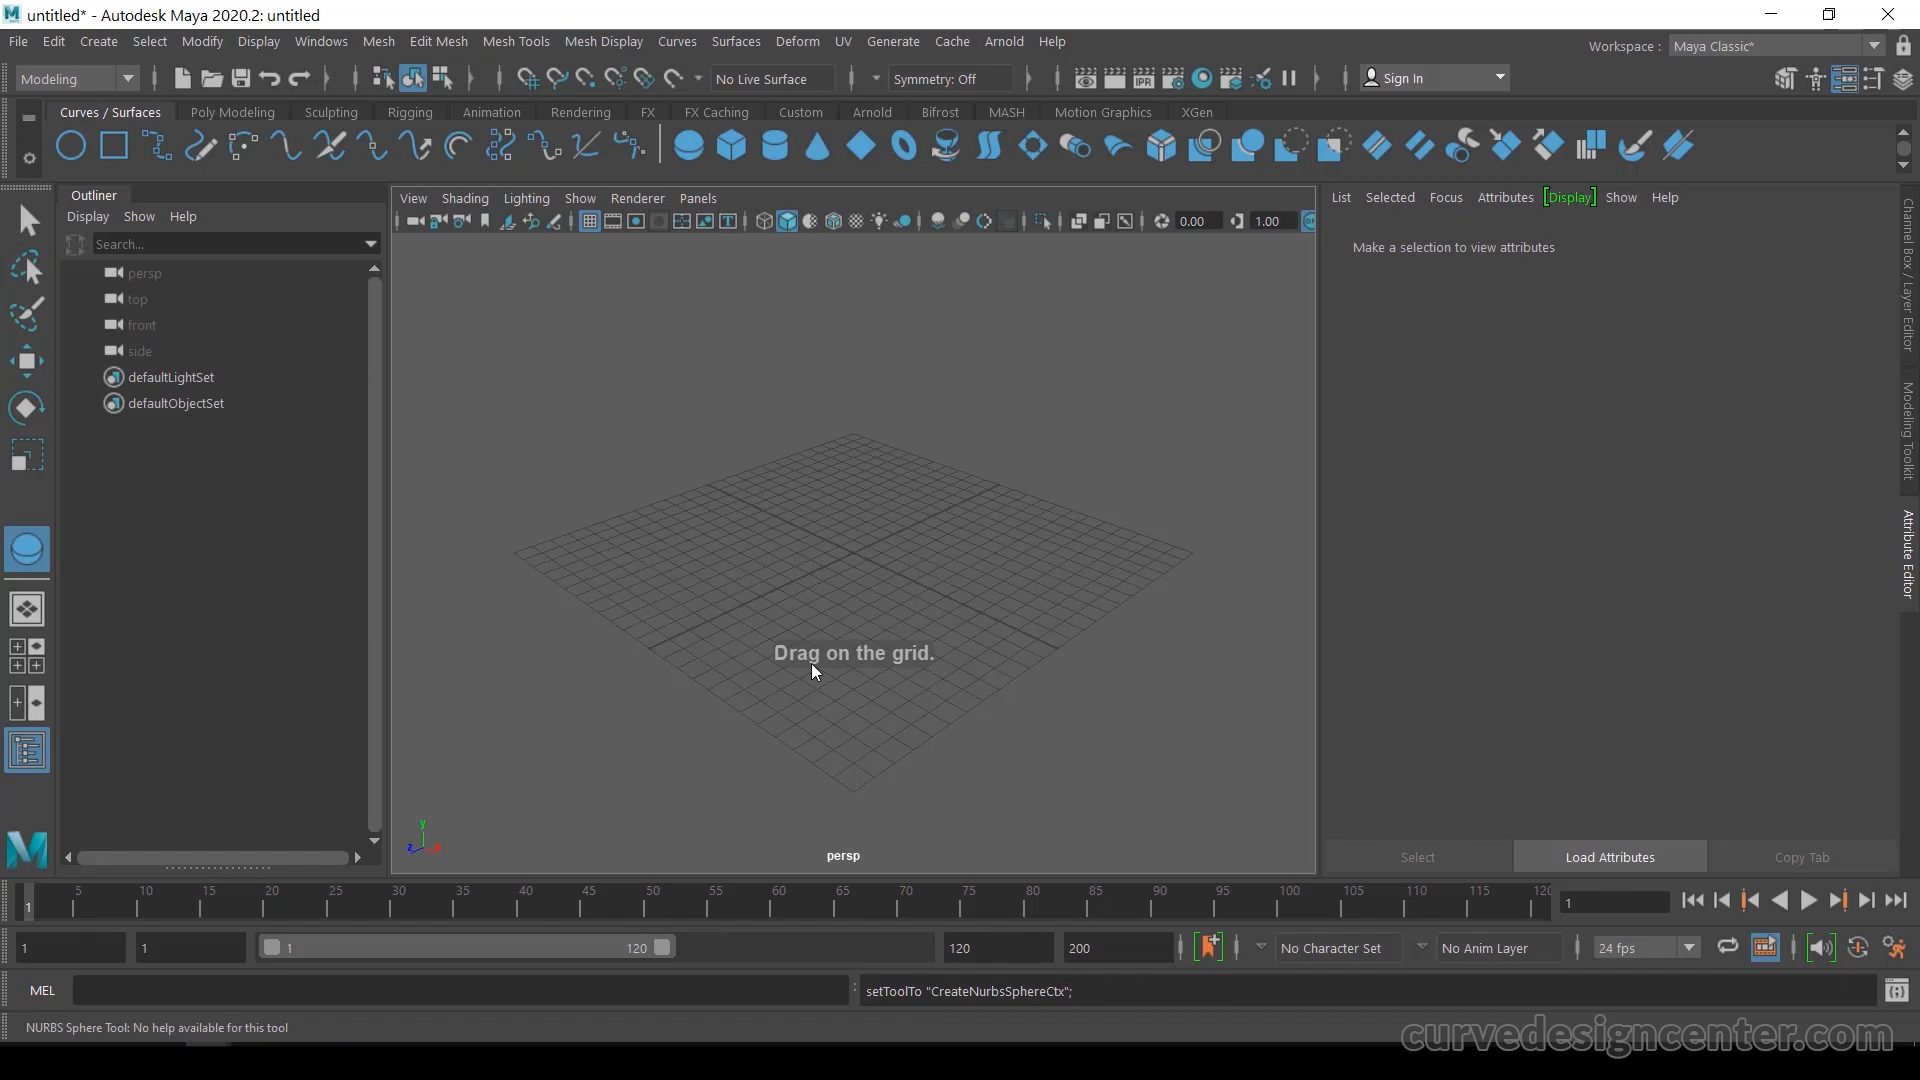 untitled* - Autodesk Maya 2020.2: untitled
File Edit Create Select Modify Display Windows Mesh Edit Mesh Mesh Tools Mesh Display Curves Surfaces Deform UV Generate Cache Arnold Help
Workspace : Maya Classic*
Modeling No Live Surface Symmetry: Off IPR Sign In
Curves / Surfaces Poly Modeling Sculpting Rigging Animation Rendering FX FX Caching Custom Arnold Bifrost MASH Motion Graphics XGen
Outliner
Display Show Help
Search...
persp
top
front
side
defaultLightSet
defaultObjectSet
View Shading Lighting Show Renderer Panels
0.00 1.00
Drag on the grid.
y
z x
persp
List Selected Focus Attributes [Display] Show Help
Make a selection to view attributes
Channel Box / Layer Editor
Modeling Toolkit
Attribute Editor
Select Load Attributes Copy Tab
1 5 10 15 20 25 30 35 40 45 50 55 60 65 70 75 80 85 90 95 100 105 110 115 120
1
1 1 1 120 120 200 No Character Set No Anim Layer 24 fps
MEL : setToolTo "CreateNurbsSphereCtx";
NURBS Sphere Tool: No help available for this tool
curvedesigncenter.com